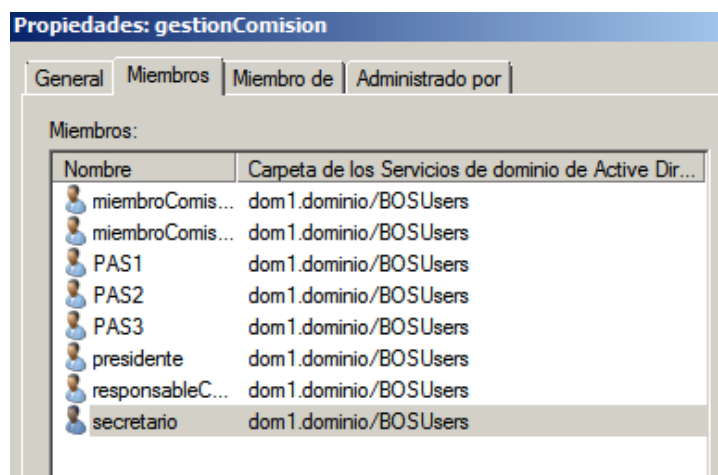 Propiedades: gestionComision
General Miembros Miembro de Administrado por
Miembros:
Nombre Carpeta de los Servicios de dominio de Active Dir...
miembroComis... dom1.dominio/BOSUsers
miembroComis... dom1.dominio/BOSUsers
PAS1 dom1.dominio/BOSUsers
PAS2 dom1.dominio/BOSUsers
PAS3 dom1.dominio/BOSUsers
presidente dom1.dominio/BOSUsers
responsableC... dom1.dominio/BOSUsers
secretario dom1.dominio/BOSUsers